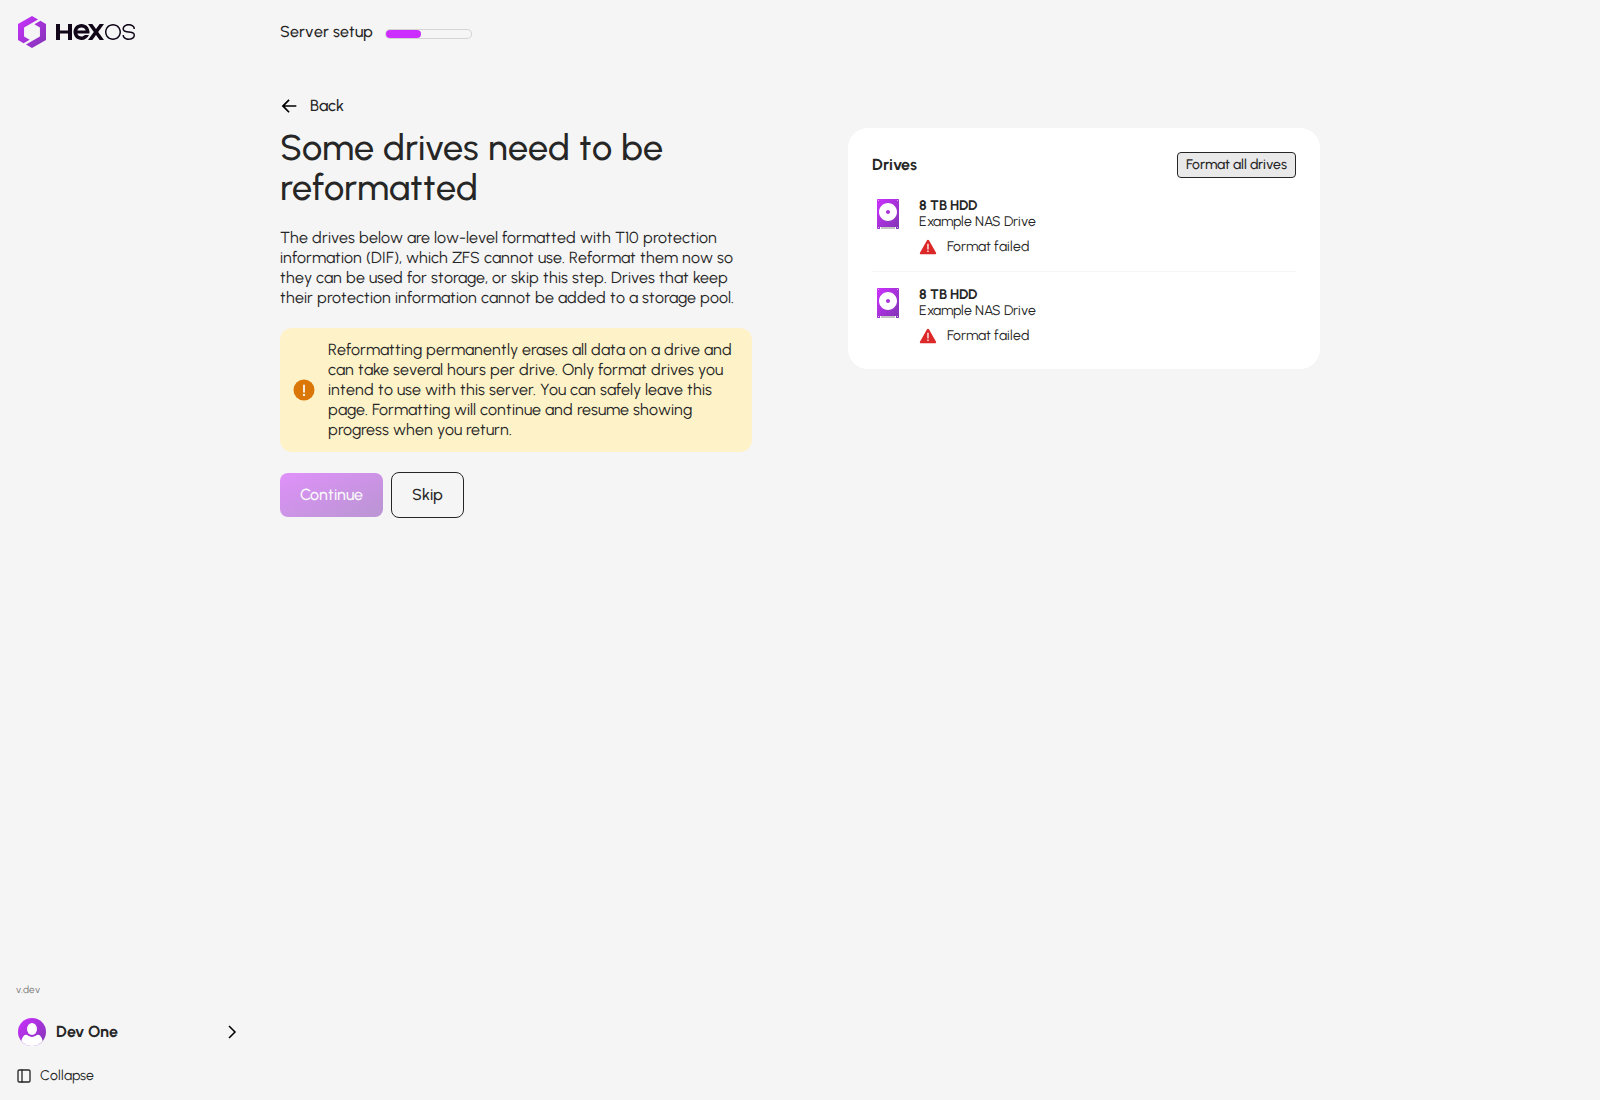 HexOS
Server setup
Back
Some drives need to be
reformatted
The drives below are low-level formatted with T10 protection
information (DIF), which ZFS cannot use. Reformat them now so
they can be used for storage, or skip this step. Drives that keep
their protection information cannot be added to a storage pool.
Reformatting permanently erases all data on a drive and
can take several hours per drive. Only format drives you
intend to use with this server. You can safely leave this
page. Formatting will continue and resume showing
progress when you return.
Continue
Skip
Drives
Format all drives
8 TB HDD
Example NAS Drive
Format failed
8 TB HDD
Example NAS Drive
Format failed
v.dev
Dev One
Collapse